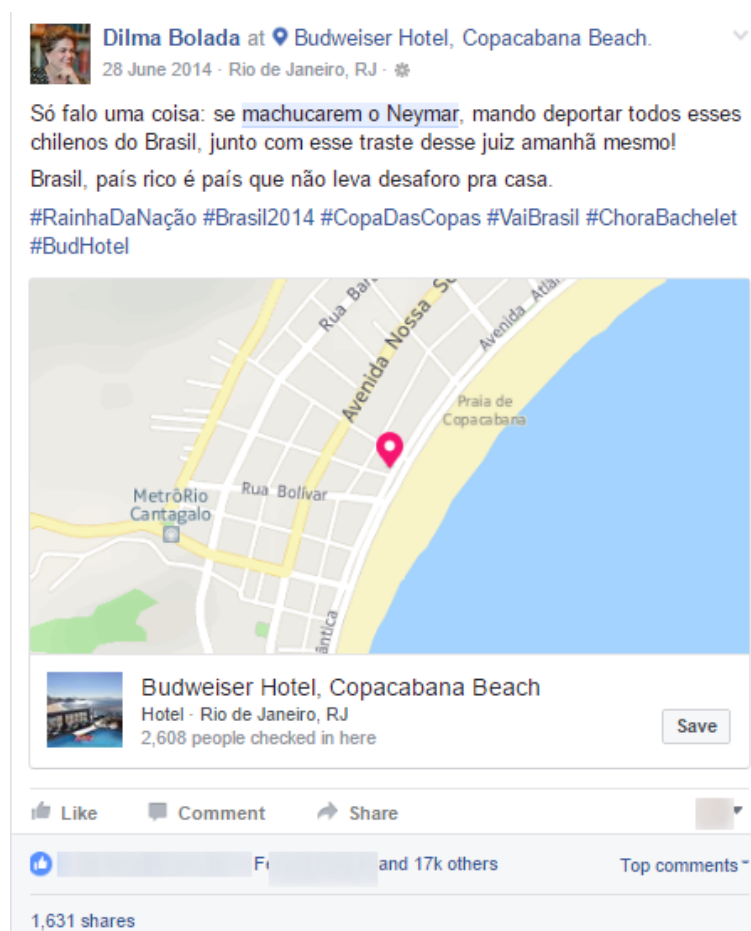 Dilma Bolada at Budweiser Hotel, Copacabana Beach.
28 June 2014 · Rio de Janeiro, RJ ·
Só falo uma coisa: se machucarem o Neymar, mando deportar todos esses
chilenos do Brasil, junto com esse traste desse juiz amanhã mesmo!
Brasil, país rico é país que não leva desaforo pra casa.
#RainhaDaNação #Brasil2014 #CopaDasCopas #VaiBrasil #ChoraBachelet
#BudHotel
Rua Bar
Avenida Nossa S
Avenida Atlân
Praia de
Copacabana
MetrôRio
Cantagalo
Rua Bolívar
ântica
Budweiser Hotel, Copacabana Beach
Hotel · Rio de Janeiro, RJ
2,608 people checked in here
Save
Like Comment Share
and 17k others
Top comments
1,631 shares